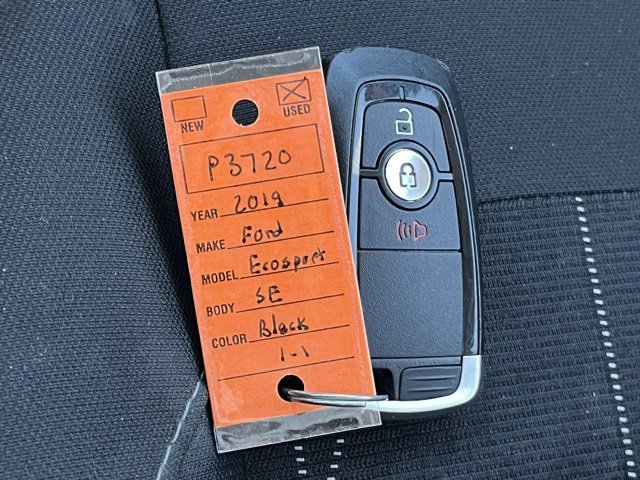 NEW USED
P3720
YEAR 2019
MAKE Ford
MODEL Ecosport
BODY SE
COLOR Black
1-1